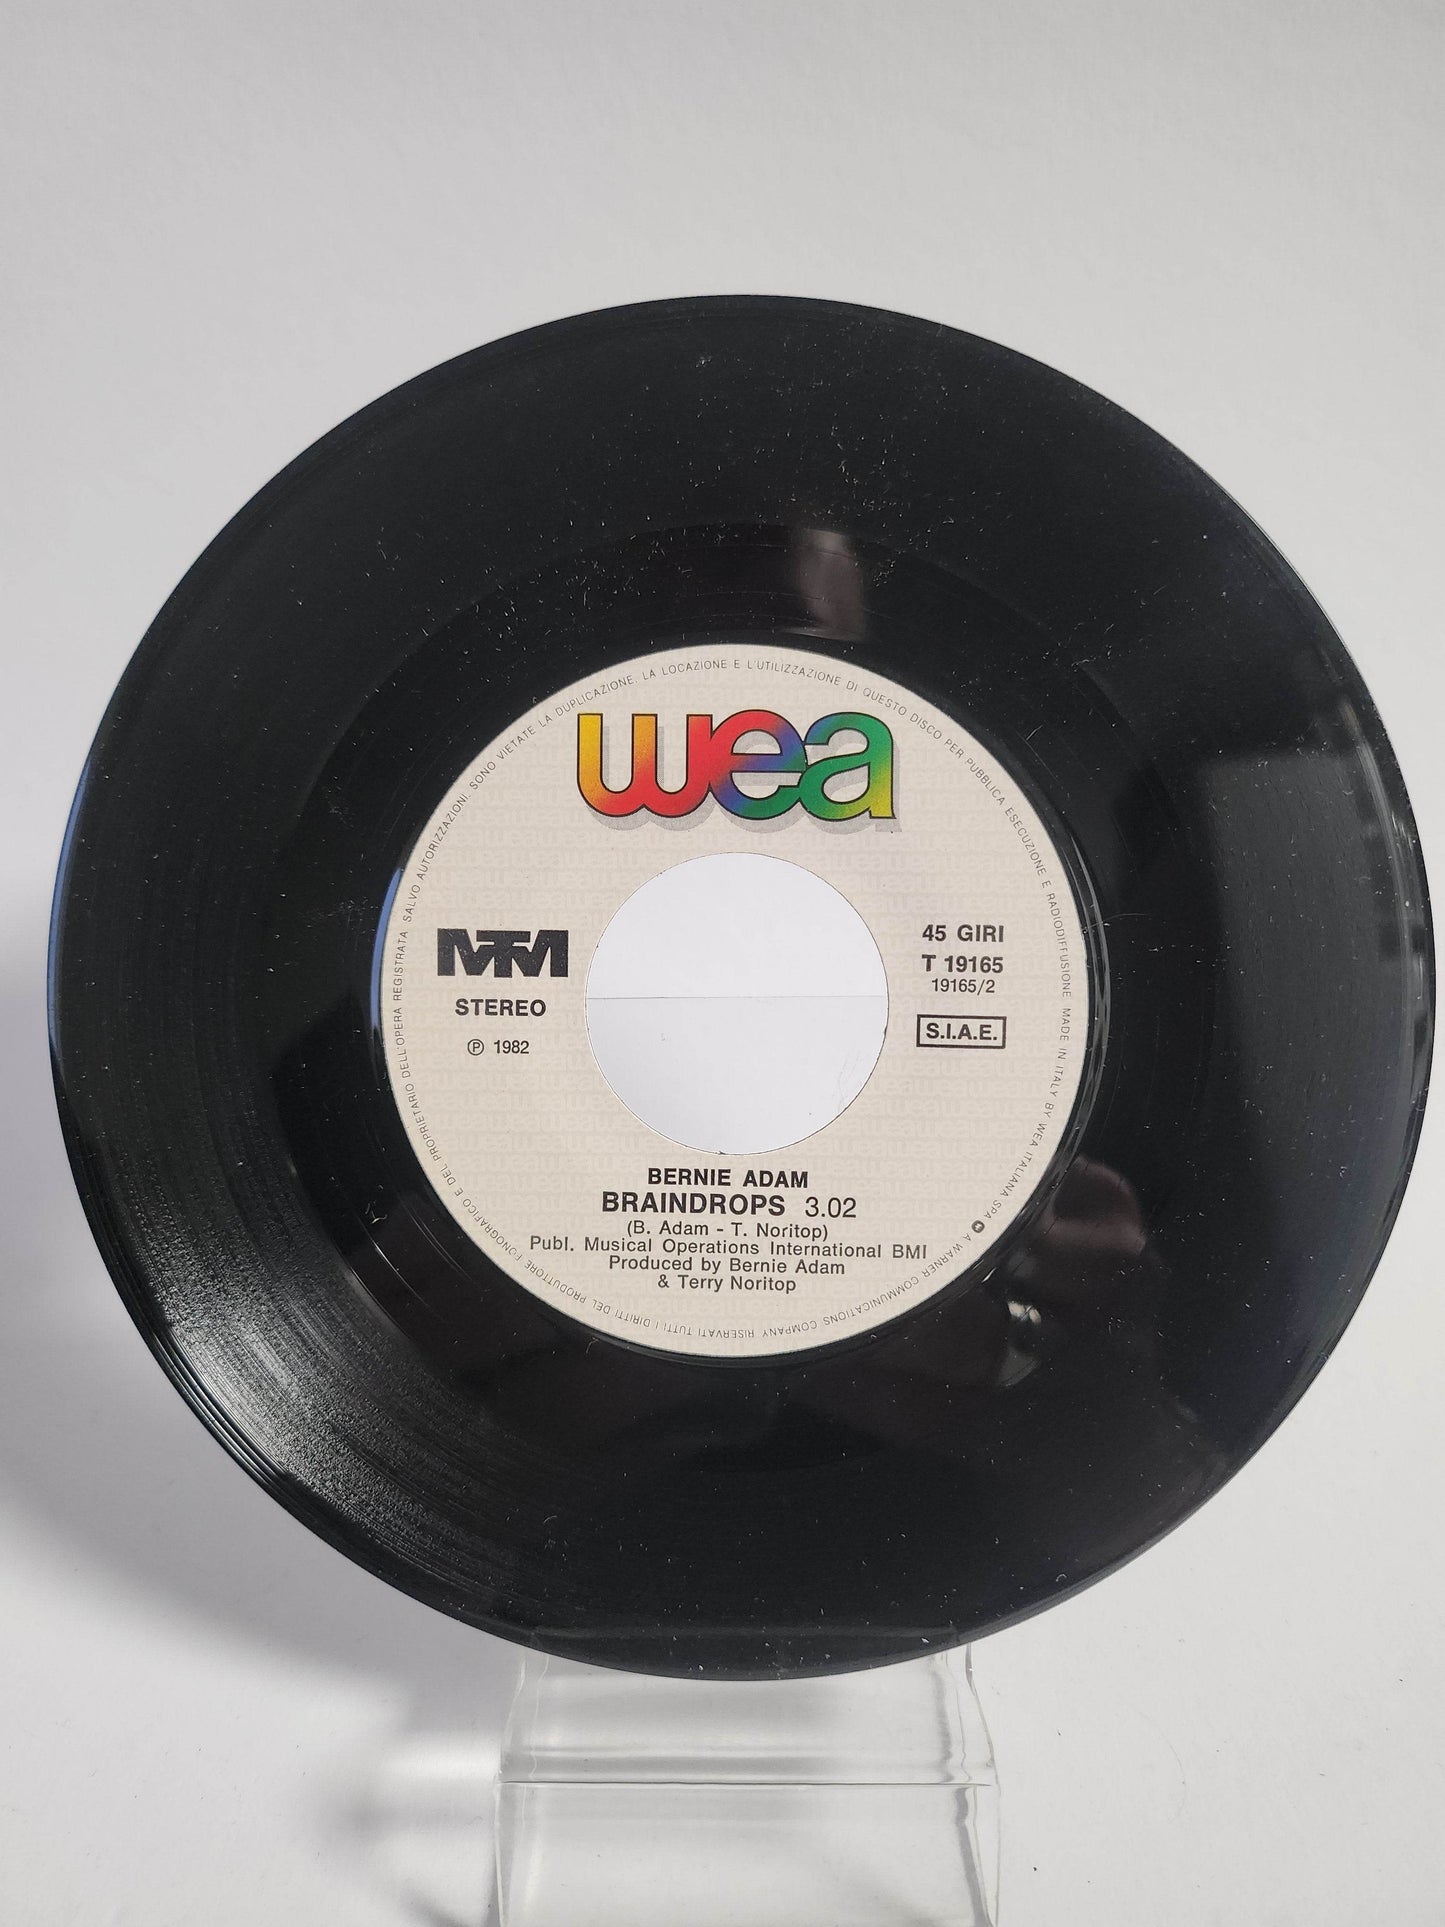 SONO VIETATE LA DUPLICAZIONE, LA LOCAZIONE E L'UTILIZZAZIONE DI QUESTO DISCO PER PUBBLICA ESECUZIONE E RADIODIFFUSIONE MADE IN ITALY BY WEA ITALIANA SPA
A WARNER COMMUNICATIONS COMPANY RISERVATI TUTTI I DIRITTI DEL PRODUTTORE FONOGRAFICO E DEL PROPRIETARIO DELL'OPERA REGISTRATA SALVO AUTORIZZAZIONI.
wea
MTM
STEREO
℗ 1982
45 GIRI
T 19165
19165/2
S.I.A.E.
BERNIE ADAM
BRAINDROPS 3.02
(B. Adam - T. Noritop)
Publ. Musical Operations International BMI
Produced by Bernie Adam
& Terry Noritop